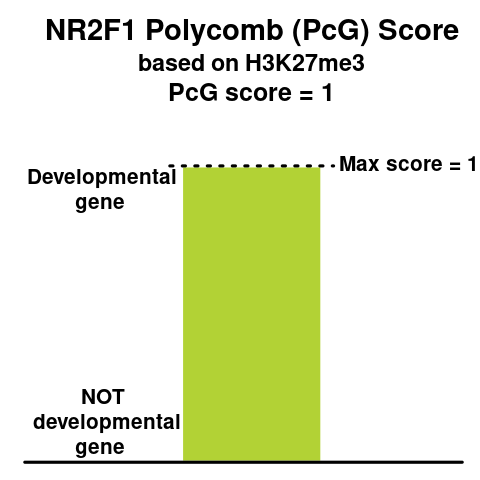 NR2F1 Polycomb (PcG) Score
based on H3K27me3
PcG score = 1
Max score = 1
Developmental
gene
NOT
developmental
gene